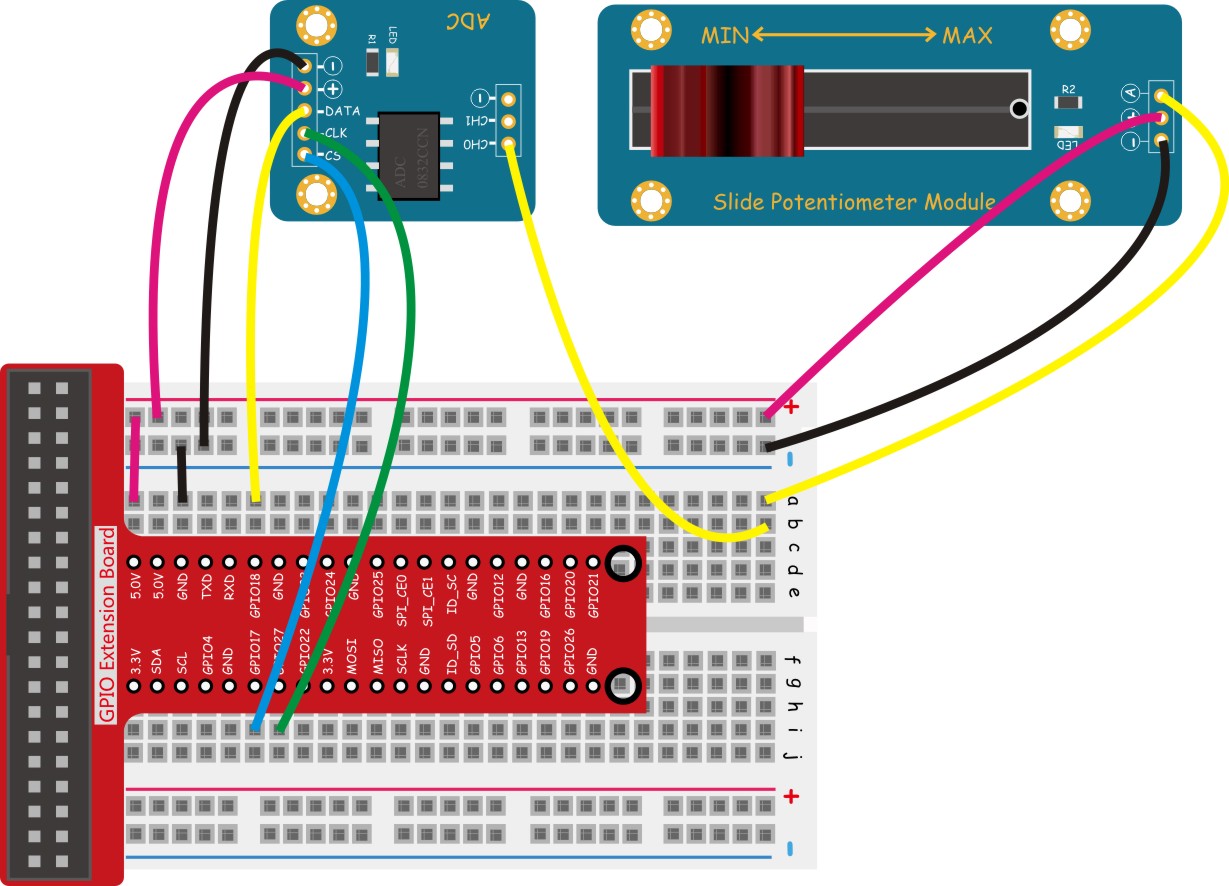 ADC
R1
LED
-
+
DATA
CLK
CS
-
CH1
CH0
ADC
0832CCN
MIN
MAX
R2
LED
A
+
-
Slide Potentiometer Module
+
-
a
b
c
d
e
GPIO Extension Board
5.0V
5.0V
GND
TXD
RXD
GPIO18
GND
GPIO24
GND
GPIO25
SPI_CE0
SPI_CE1
ID_SC
GND
GPIO12
GND
GPIO16
GPIO20
GPIO21
3.3V
SDA
SCL
GPIO4
GND
GPIO17
GPIO27
GPIO22
3.3V
MOSI
MISO
SCLK
GND
ID_SD
GPIO5
GPIO6
GPIO13
GPIO19
GPIO26
GND
f
g
h
i
j
+
-